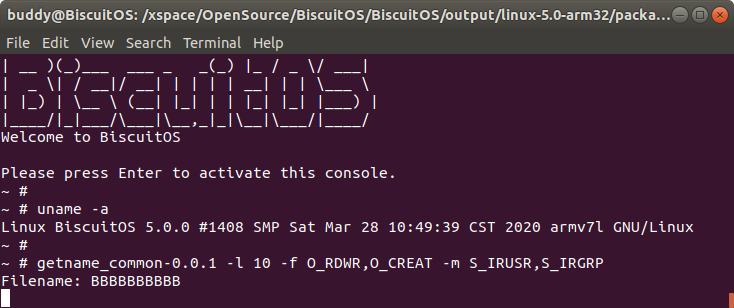 buddy@BiscuitOS: /xspace/OpenSource/BiscuitOS/BiscuitOS/output/linux-5.0-arm32/packa...
File Edit View Search Terminal Help
| __ )(_)___  ___ _   _(_) |_ / _ \/ ___|
|  _ \| / __|/ __| | | | | __| | | \___ \
| |_) | \__ \ (__| |_| | | |_| |_| |___) |
|____/|_|___/\___|\__,_|_|\__|\___/|____/
Welcome to BiscuitOS
Please press Enter to activate this console.
~ #
~ # uname -a
Linux BiscuitOS 5.0.0 #1408 SMP Sat Mar 28 10:49:39 CST 2020 armv7l GNU/Linux
~ #
~ # getname_common-0.0.1 -l 10 -f O_RDWR,O_CREAT -m S_IRUSR,S_IRGRP
Filename: BBBBBBBBBB